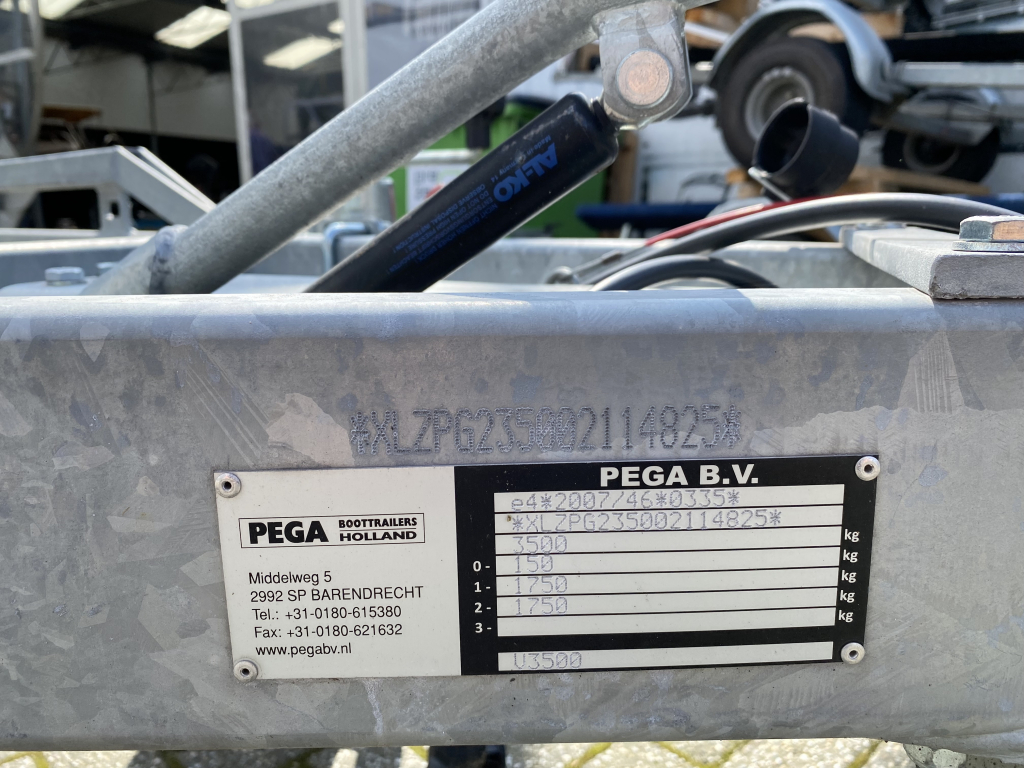 AL-KO
*XLZPG235002114825*
PEGA B.V.
e4*2007/46*0335*
*XLZPG235002114825*
3500 kg
0- 150 kg
1- 1750 kg
2- 1750 kg
3- kg
V3500
PEGA BOOTTRAILERS
HOLLAND
Middelweg 5
2992 SP BARENDRECHT
Tel.: +31-0180-615380
Fax: +31-0180-621632
www.pegabv.nl